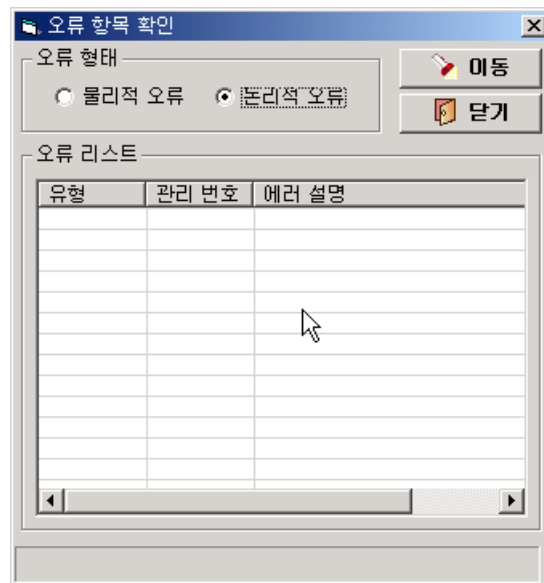 오류 항목 확인
오류 형태
물리적 오류 논리적 오류
이동
닫기
오류 리스트
유형 관리 번호 에러 설명